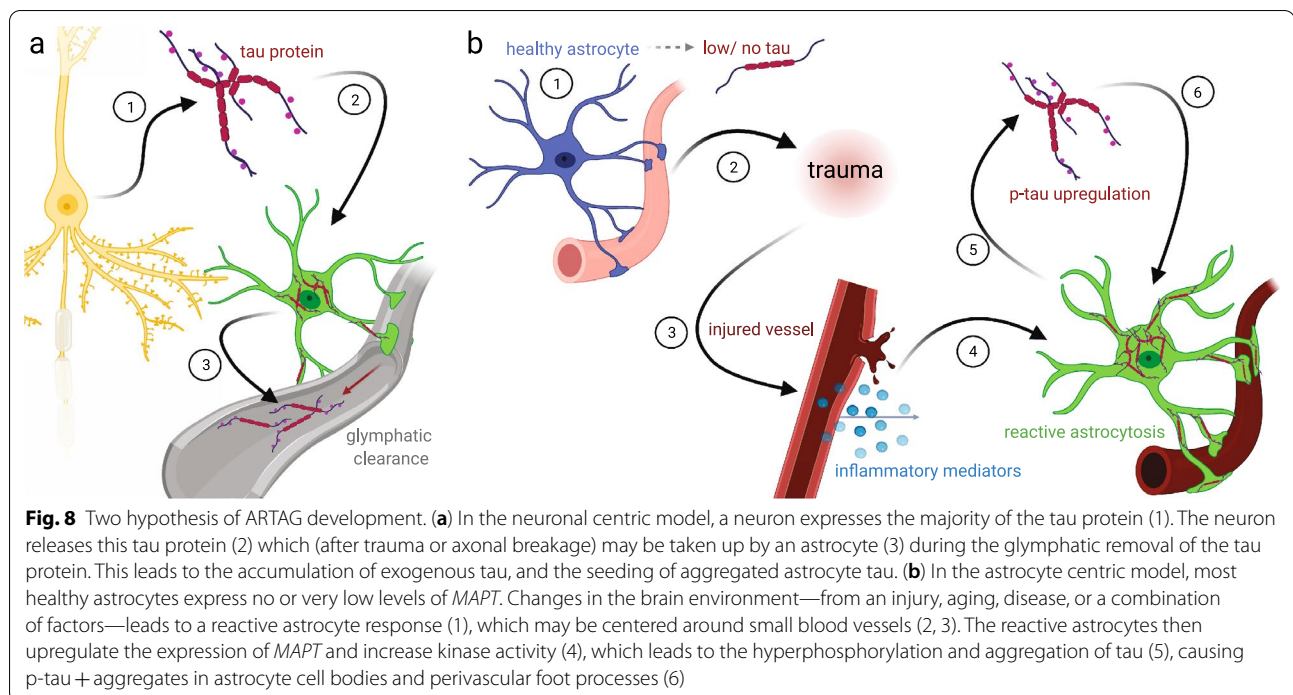 a
tau protein
1
2
3
glymphatic
clearance
b
healthy astrocyte
low/ no tau
1
2
trauma
3
injured vessel
inflammatory mediators
4
5
p-tau upregulation
6
reactive astrocytosis
Fig. 8 Two hypothesis of ARTAG development. (a) In the neuronal centric model, a neuron expresses the majority of the tau protein (1). The neuron
releases this tau protein (2) which (after trauma or axonal breakage) may be taken up by an astrocyte (3) during the glymphatic removal of the tau
protein. This leads to the accumulation of exogenous tau, and the seeding of aggregated astrocyte tau. (b) In the astrocyte centric model, most
healthy astrocytes express no or very low levels of MAPT. Changes in the brain environment—from an injury, aging, disease, or a combination
of factors—leads to a reactive astrocyte response (1), which may be centered around small blood vessels (2, 3). The reactive astrocytes then
upregulate the expression of MAPT and increase kinase activity (4), which leads to the hyperphosphorylation and aggregation of tau (5), causing
p-tau + aggregates in astrocyte cell bodies and perivascular foot processes (6)